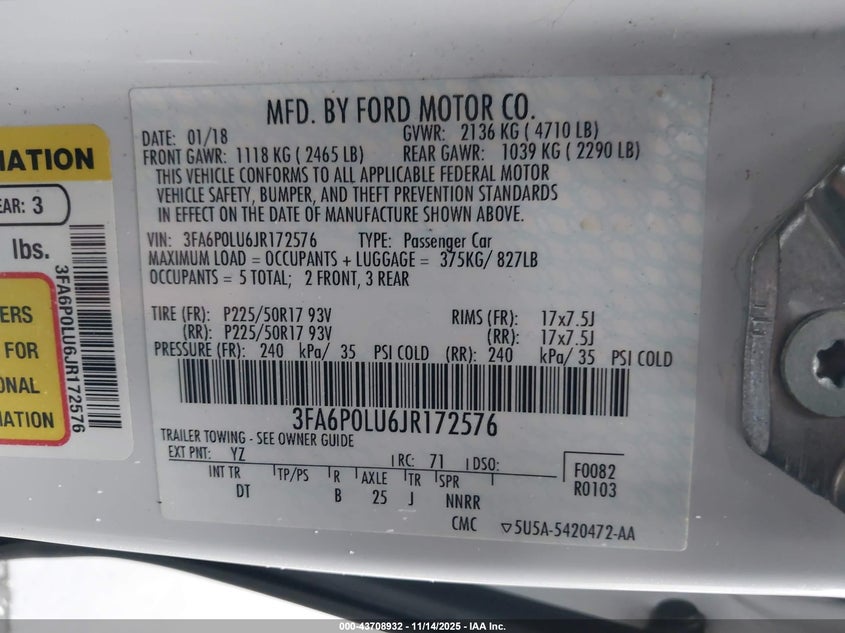 MFD. BY FORD MOTOR CO.
DATE: 01/18 GVWR: 2136 KG ( 4710 LB)
FRONT GAWR: 1118 KG ( 2465 LB) REAR GAWR: 1039 KG ( 2290 LB)
THIS VEHICLE CONFORMS TO ALL APPLICABLE FEDERAL MOTOR
VEHICLE SAFETY, BUMPER, AND THEFT PREVENTION STANDARDS
IN EFFECT ON THE DATE OF MANUFACTURE SHOWN ABOVE.
VIN: 3FA6P0LU6JR172576 TYPE: Passenger Car
MAXIMUM LOAD = OCCUPANTS + LUGGAGE = 375KG/ 827LB
OCCUPANTS = 5 TOTAL; 2 FRONT, 3 REAR
TIRE (FR): P225/50R17 93V RIMS (FR): 17x7.5J
(RR): P225/50R17 93V (RR): 17x7.5J
PRESSURE (FR): 240 kPa/ 35 PSI COLD (RR): 240 kPa/ 35 PSI COLD
3FA6P0LU6JR172576
TRAILER TOWING - SEE OWNER GUIDE
EXT PNT: YZ RC: 71 DSO:
INT TR TP/PS R AXLE TR SPR
DT B 25 J NNRR
F0082
R0103
CMC ▽5U5A-5420472-AA
MATION
EAR: 3
lbs.
3FA6P0LU6JR172576
ERS
FOR
ONAL
MATION
000-43708932 - 11/14/2025 - IAA Inc.